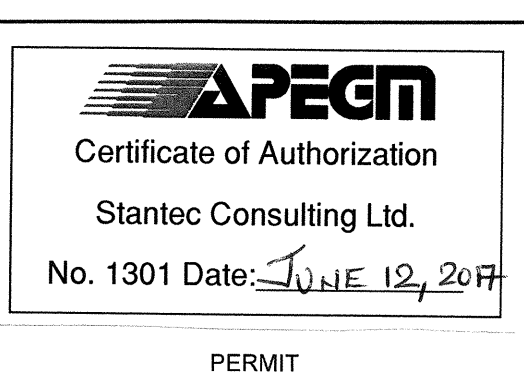 APEGM
Certificate of Authorization
Stantec Consulting Ltd.
No. 1301 Date: JUNE 12, 2017
PERMIT